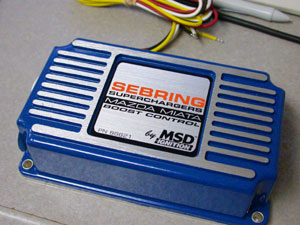 SEBRING
SUPERCHARGERS
MAZDA MIATA
BOOST CONTROL
by MSD
IGNITION